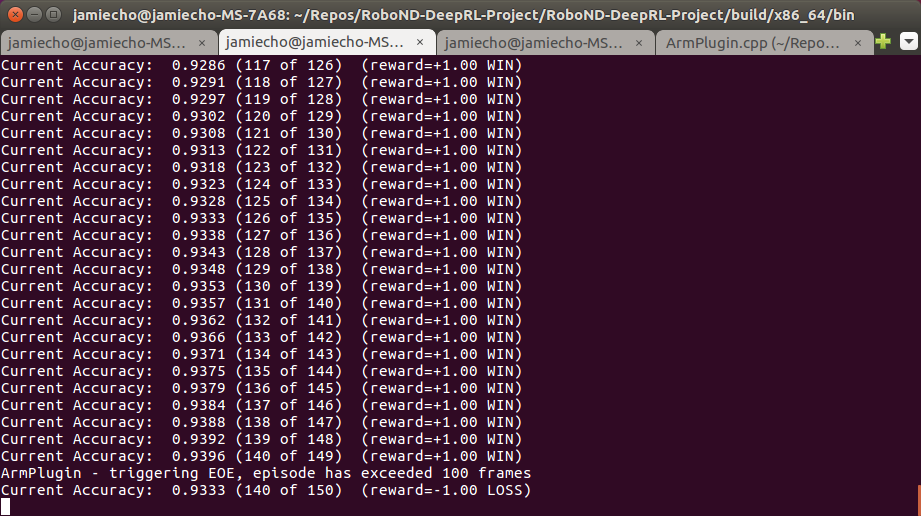 jamiecho@jamiecho-MS-7A68: ~/Repos/RoboND-DeepRL-Project/RoboND-DeepRL-Project/build/x86_64/bin
jamiecho@jamiecho-MS... × jamiecho@jamiecho-MS... × jamiecho@jamiecho-MS... × ArmPlugin.cpp (~/Repo... ×
Current Accuracy:  0.9286 (117 of 126)  (reward=+1.00 WIN)
Current Accuracy:  0.9291 (118 of 127)  (reward=+1.00 WIN)
Current Accuracy:  0.9297 (119 of 128)  (reward=+1.00 WIN)
Current Accuracy:  0.9302 (120 of 129)  (reward=+1.00 WIN)
Current Accuracy:  0.9308 (121 of 130)  (reward=+1.00 WIN)
Current Accuracy:  0.9313 (122 of 131)  (reward=+1.00 WIN)
Current Accuracy:  0.9318 (123 of 132)  (reward=+1.00 WIN)
Current Accuracy:  0.9323 (124 of 133)  (reward=+1.00 WIN)
Current Accuracy:  0.9328 (125 of 134)  (reward=+1.00 WIN)
Current Accuracy:  0.9333 (126 of 135)  (reward=+1.00 WIN)
Current Accuracy:  0.9338 (127 of 136)  (reward=+1.00 WIN)
Current Accuracy:  0.9343 (128 of 137)  (reward=+1.00 WIN)
Current Accuracy:  0.9348 (129 of 138)  (reward=+1.00 WIN)
Current Accuracy:  0.9353 (130 of 139)  (reward=+1.00 WIN)
Current Accuracy:  0.9357 (131 of 140)  (reward=+1.00 WIN)
Current Accuracy:  0.9362 (132 of 141)  (reward=+1.00 WIN)
Current Accuracy:  0.9366 (133 of 142)  (reward=+1.00 WIN)
Current Accuracy:  0.9371 (134 of 143)  (reward=+1.00 WIN)
Current Accuracy:  0.9375 (135 of 144)  (reward=+1.00 WIN)
Current Accuracy:  0.9379 (136 of 145)  (reward=+1.00 WIN)
Current Accuracy:  0.9384 (137 of 146)  (reward=+1.00 WIN)
Current Accuracy:  0.9388 (138 of 147)  (reward=+1.00 WIN)
Current Accuracy:  0.9392 (139 of 148)  (reward=+1.00 WIN)
Current Accuracy:  0.9396 (140 of 149)  (reward=+1.00 WIN)
ArmPlugin - triggering EOE, episode has exceeded 100 frames
Current Accuracy:  0.9333 (140 of 150)  (reward=-1.00 LOSS)